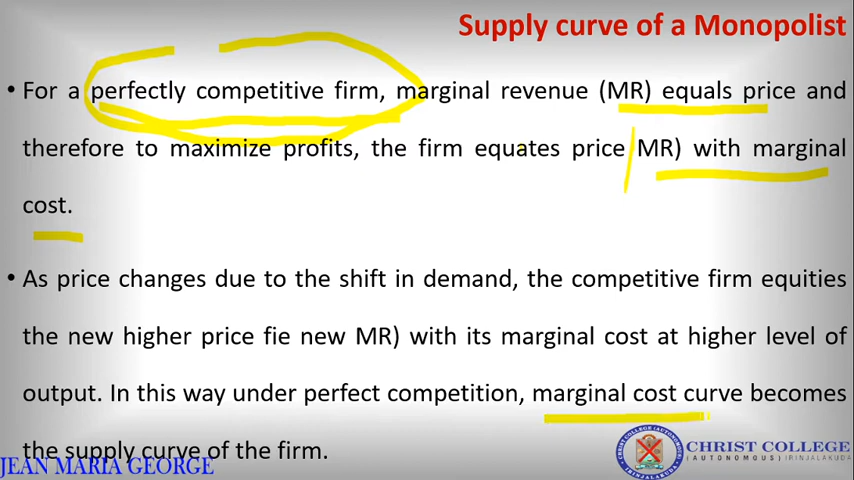 Supply curve of a Monopolist
• For a perfectly competitive firm, marginal revenue (MR) equals price and
therefore to maximize profits, the firm equates price MR) with marginal
cost.
• As price changes due to the shift in demand, the competitive firm equities
the new higher price fie new MR) with its marginal cost at higher level of
output. In this way under perfect competition, marginal cost curve becomes
the supply curve of the firm.
JEAN MARIA GEORGE
CHRIST COLLEGE
(AUTONOMOUS) IRINJALAKUDA